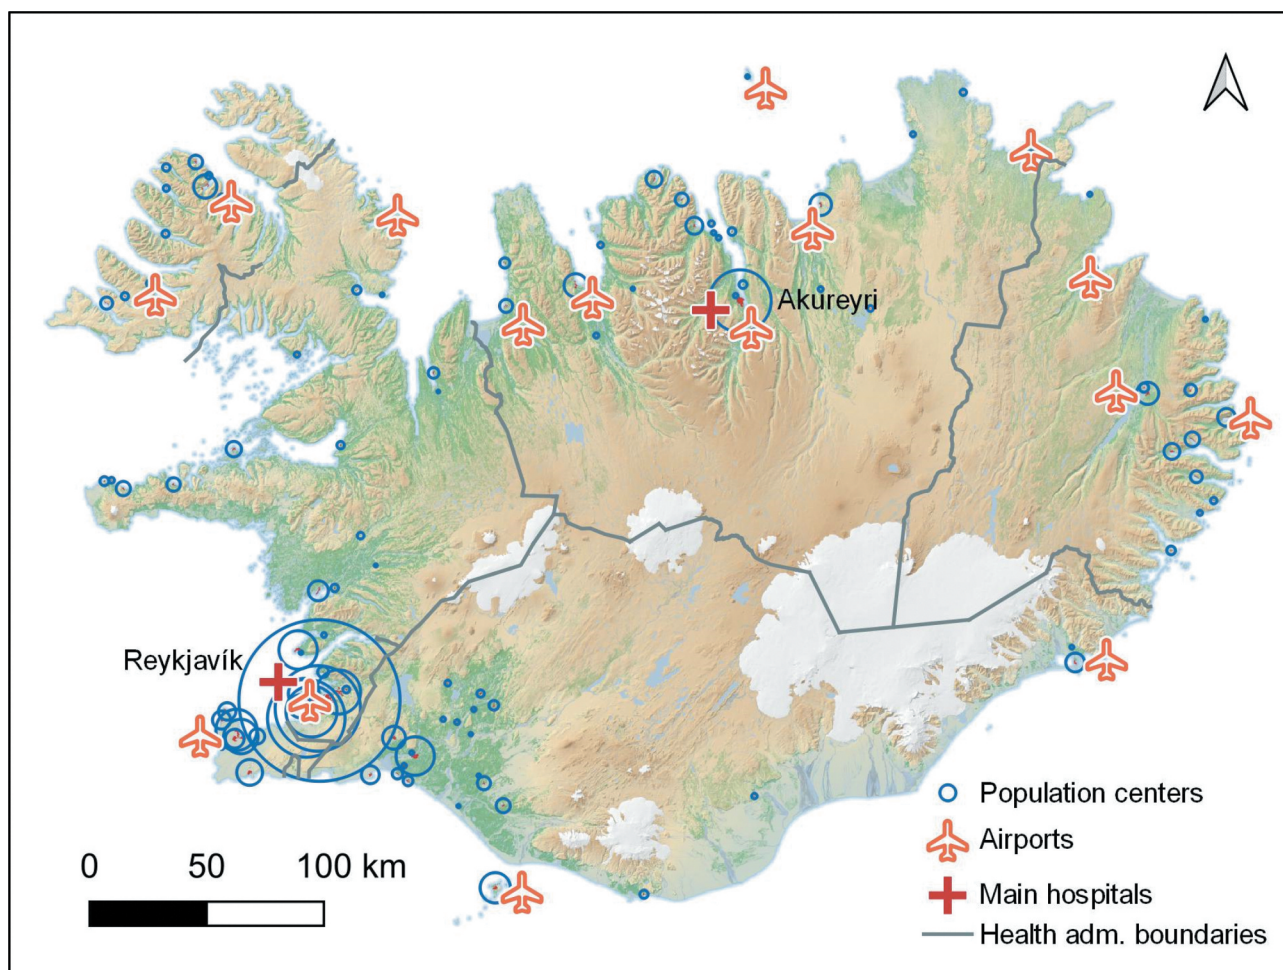 Akureyri
Reykjavík
Population centers
Airports
Main hospitals
Health adm. boundaries
0 50 100 km